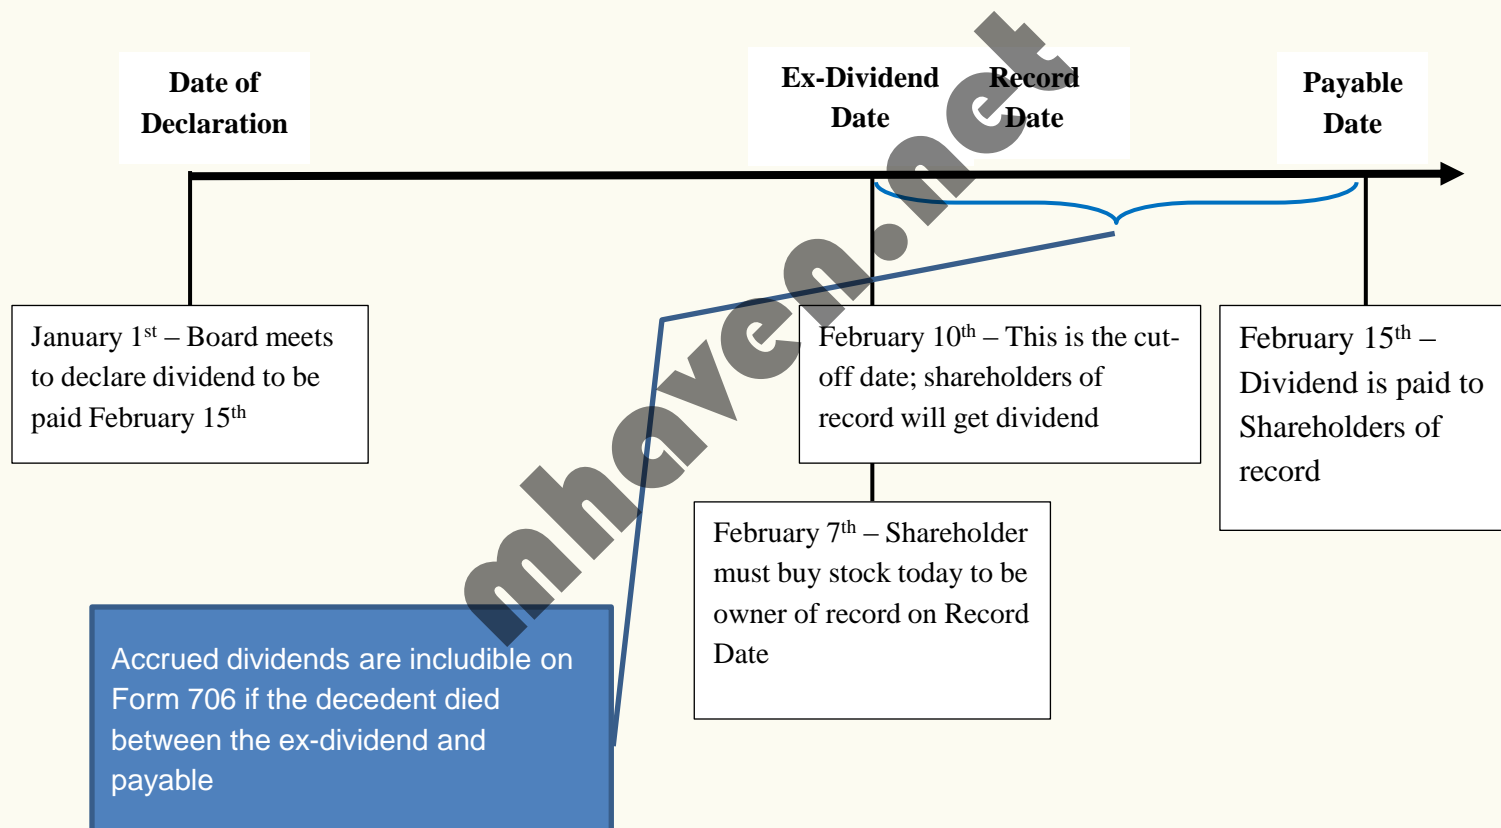 Date of
Declaration
Ex-Dividend
Date
Record
Date
Payable
Date
January 1st – Board meets
to declare dividend to be
paid February 15th
February 10th – This is the cut-
off date; shareholders of
record will get dividend
February 15th –
Dividend is paid to
Shareholders of
record
February 7th – Shareholder
must buy stock today to be
owner of record on Record
Date
Accrued dividends are includible on
Form 706 if the decedent died
between the ex-dividend and
payable
mhaven.net